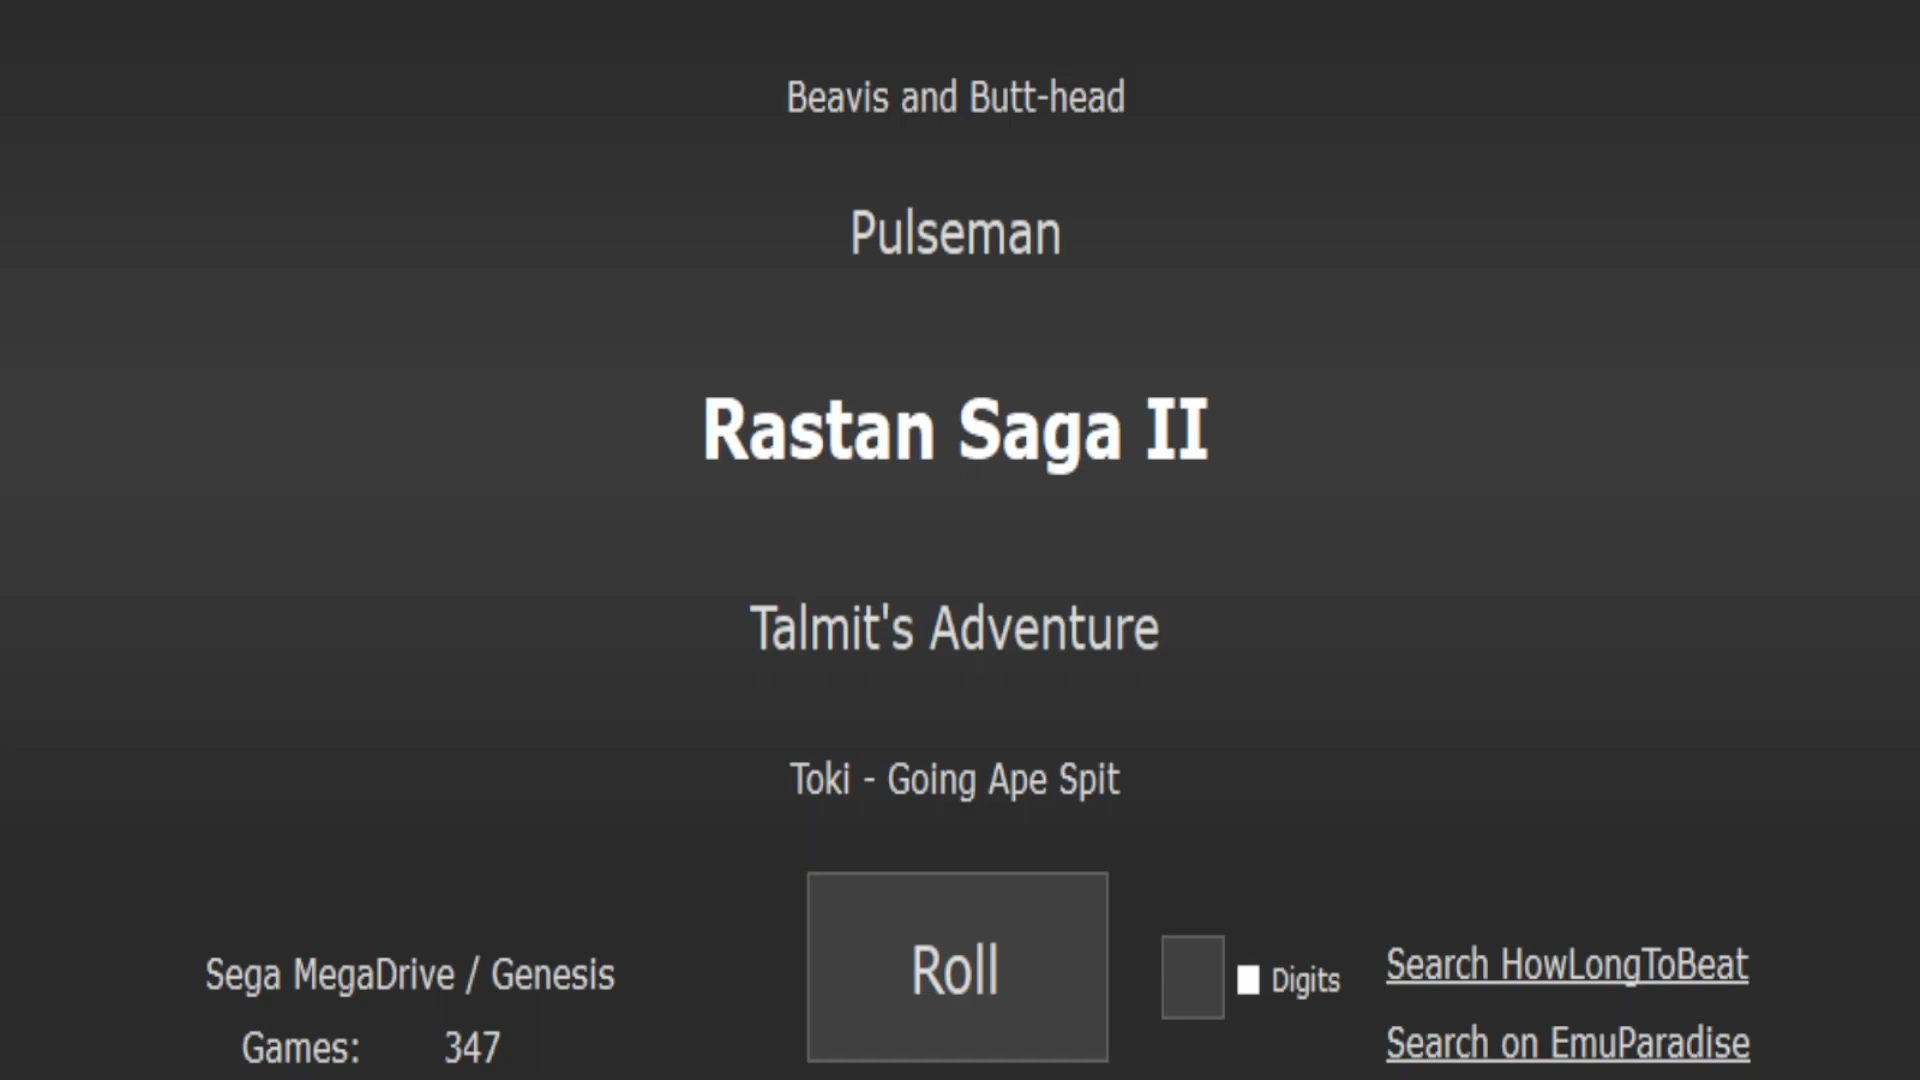 Beavis and Butt-head
Pulseman
Rastan Saga II
Talmit's Adventure
Toki - Going Ape Spit
Roll
Sega MegaDrive / Genesis
Digits
Search HowLongToBeat
Games: 347
Search on EmuParadise